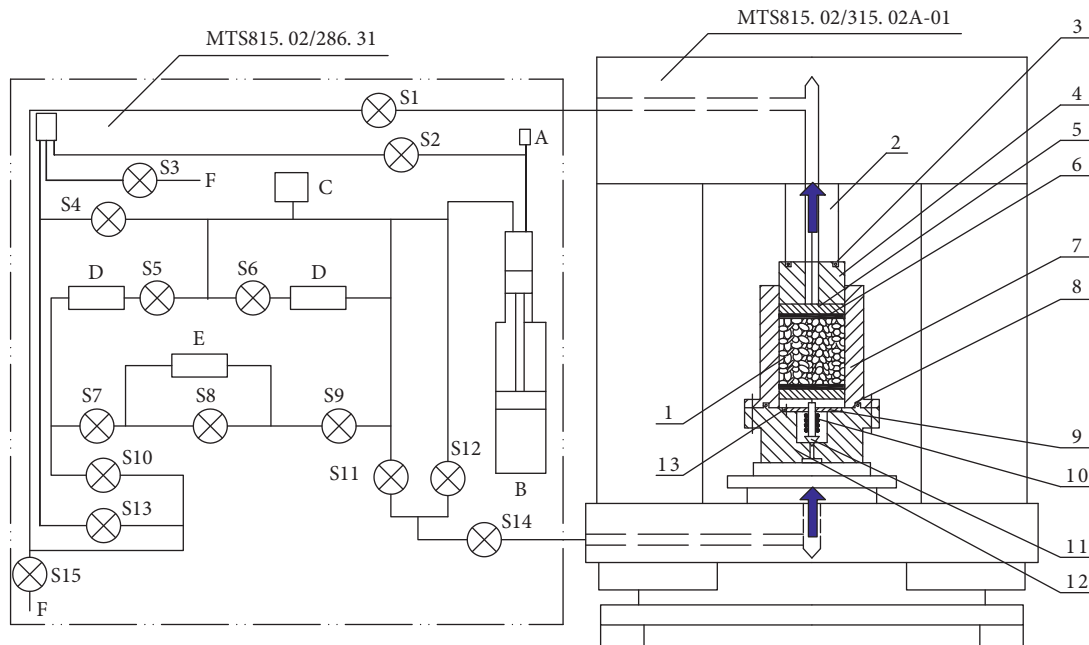 MTS815. 02/286. 31
MTS815. 02/315. 02A-01
3
S1
4
S2
A
5
2
S3
F
C
6
S4
7
D
S5
S6
D
8
E
S7
S8
S9
1
9
S10
S11
S12
13
B
10
S13
S14
11
S15
12
F